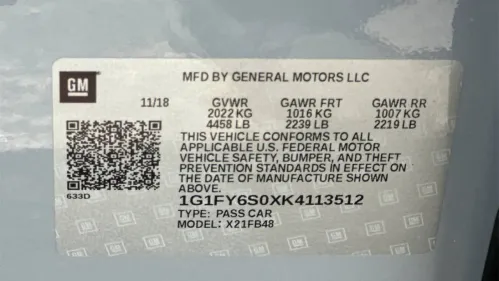 GM
MFD BY GENERAL MOTORS LLC
11/18 GVWR GAWR FRT GAWR RR
2022 KG 1016 KG 1007 KG
4458 LB 2239 LB 2219 LB
THIS VEHICLE CONFORMS TO ALL
APPLICABLE U.S. FEDERAL MOTOR
VEHICLE SAFETY, BUMPER, AND THEFT
PREVENTION STANDARDS IN EFFECT ON
THE DATE OF MANUFACTURE SHOWN
ABOVE.
633D
1G1FY6S0XK4113512
TYPE: PASS CAR
MODEL: X21FB48